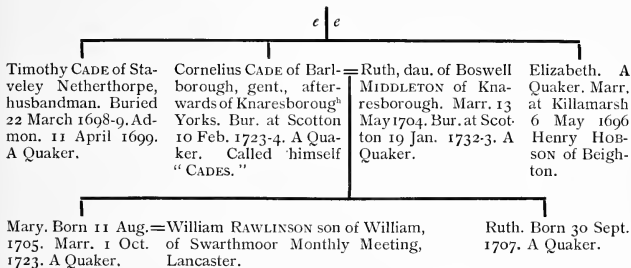 e e
Timothy CADE of Sta-
veley Netherthorpe,
husbandman. Buried
22 March 1698-9. Ad-
mon. 11 April 1699.
A Quaker.
Cornelius CADE of Barl-
borough, gent., after-
wards of Knaresborough
Yorks. Bur. at Scotton
10 Feb. 1723-4. A Qua-
ker. Called himself
"CADES."
=Ruth, dau. of Boswell
MIDDLETON of Kna-
resborough. Marr. 13
May 1704. Bur. at Scot-
ton 19 Jan. 1732-3. A
Quaker.
Elizabeth. A
Quaker. Marr.
at Killamarsh
6 May 1696
Henry HOB-
SON of Beigh-
ton.
Mary. Born 11 Aug.
1705. Marr. 1 Oct.
1723. A Quaker.
=William RAWLINSON son of William,
of Swarthmoor Monthly Meeting,
Lancaster.
Ruth. Born 30 Sept.
1707. A Quaker.